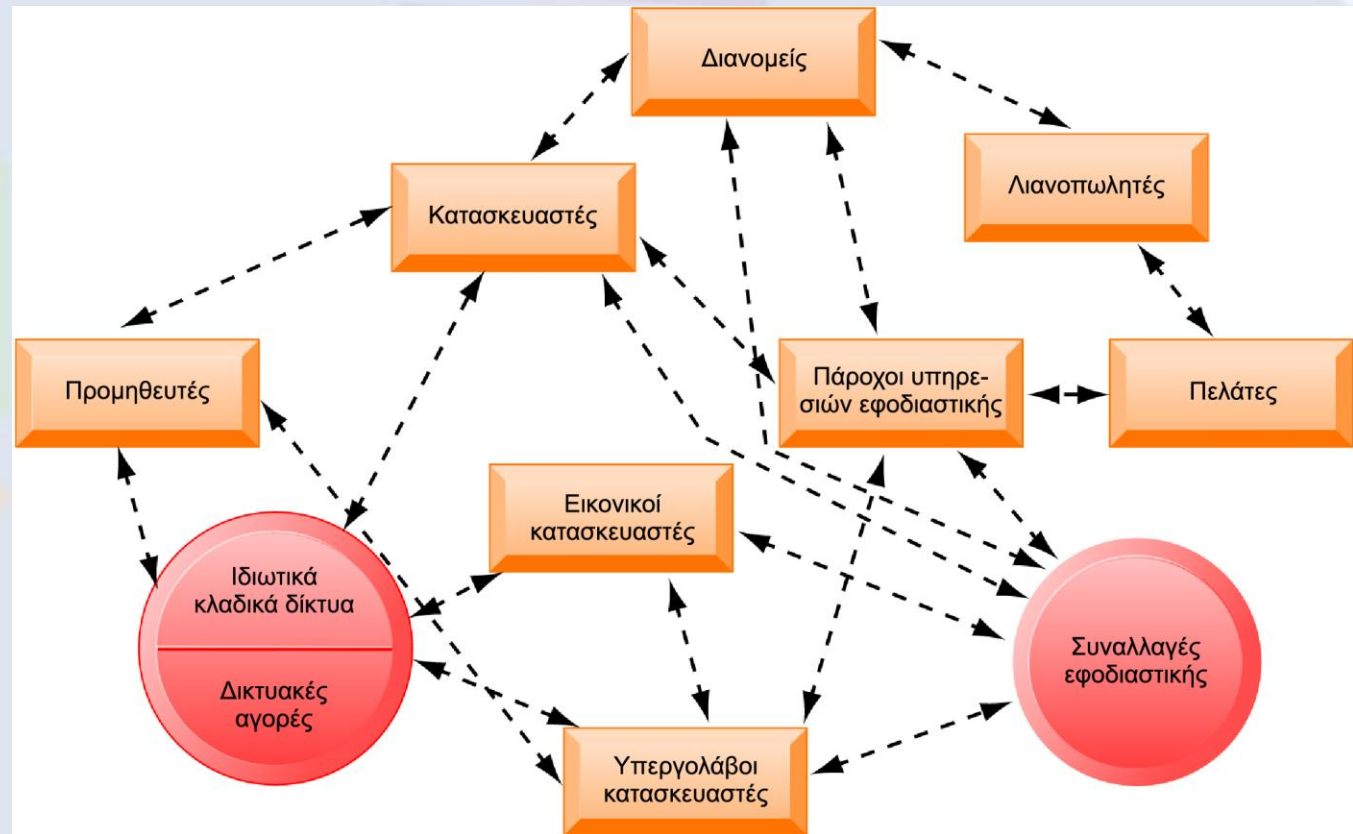 Διανομείς
Κατασκευαστές
Λιανοπωλητές
Προμηθευτές
Πάροχοι υπηρε-
σιών εφοδιαστικής
Πελάτες
Εικονικοί
κατασκευαστές
Ιδιωτικά
κλαδικά δίκτυα
Δικτυακές
αγορές
Συναλλαγές
εφοδιαστικής
Υπεργολάβοι
κατασκευαστές